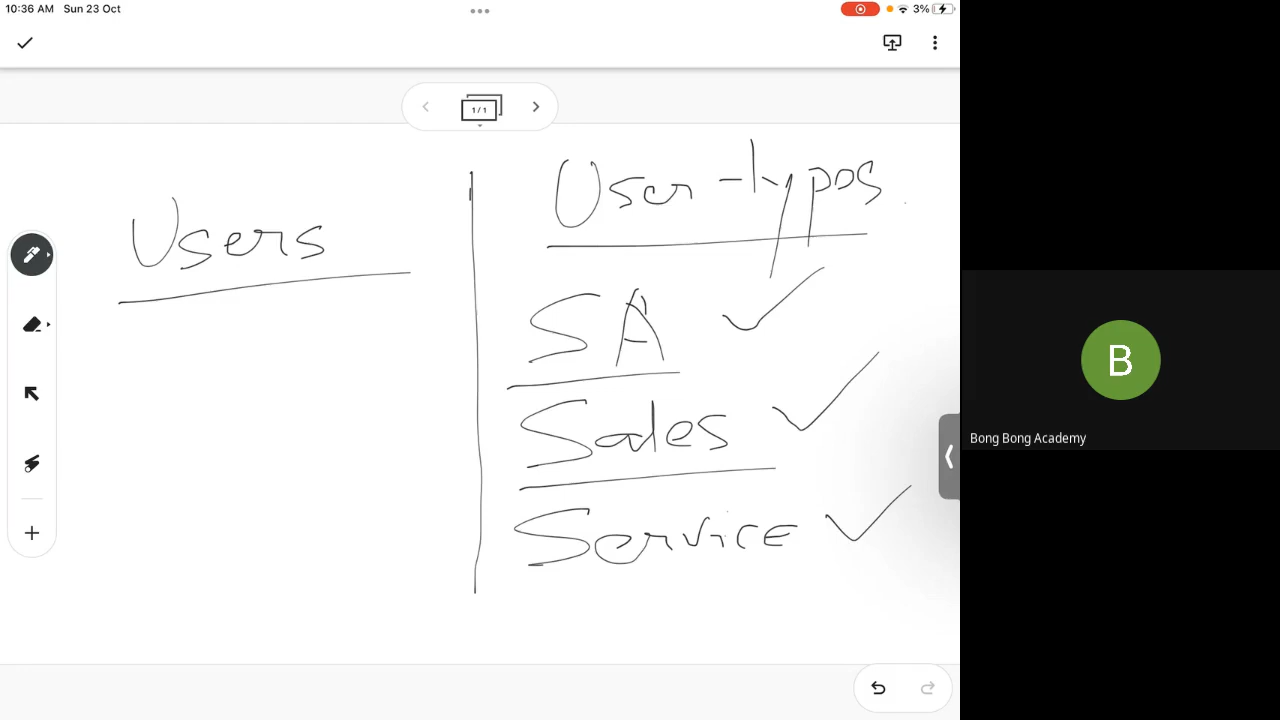 10:36 AM Sun 23 Oct
3%
1/1
Users
User-types
SA
Sales
Service
B
Bong Bong Academy